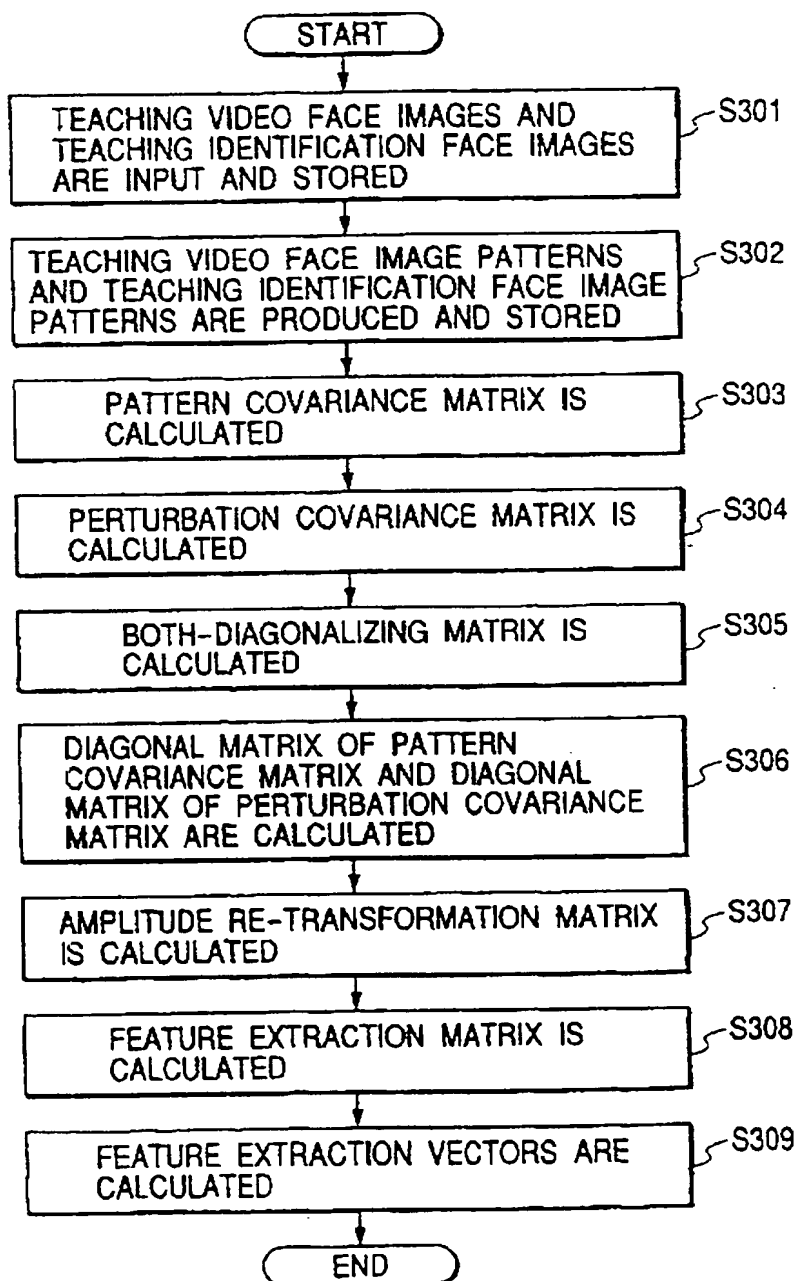 START
TEACHING VIDEO FACE IMAGES AND
TEACHING IDENTIFICATION FACE IMAGES
ARE INPUT AND STORED
S301
TEACHING VIDEO FACE IMAGE PATTERNS
AND TEACHING IDENTIFICATION FACE IMAGE
PATTERNS ARE PRODUCED AND STORED
S302
PATTERN COVARIANCE MATRIX IS
CALCULATED
S303
PERTURBATION COVARIANCE MATRIX IS
CALCULATED
S304
BOTH-DIAGONALIZING MATRIX IS
CALCULATED
S305
DIAGONAL MATRIX OF PATTERN
COVARIANCE MATRIX AND DIAGONAL
MATRIX OF PERTURBATION COVARIANCE
MATRIX ARE CALCULATED
S306
AMPLITUDE RE-TRANSFORMATION MATRIX
IS CALCULATED
S307
FEATURE EXTRACTION MATRIX IS
CALCULATED
S308
FEATURE EXTRACTION VECTORS ARE
CALCULATED
S309
END